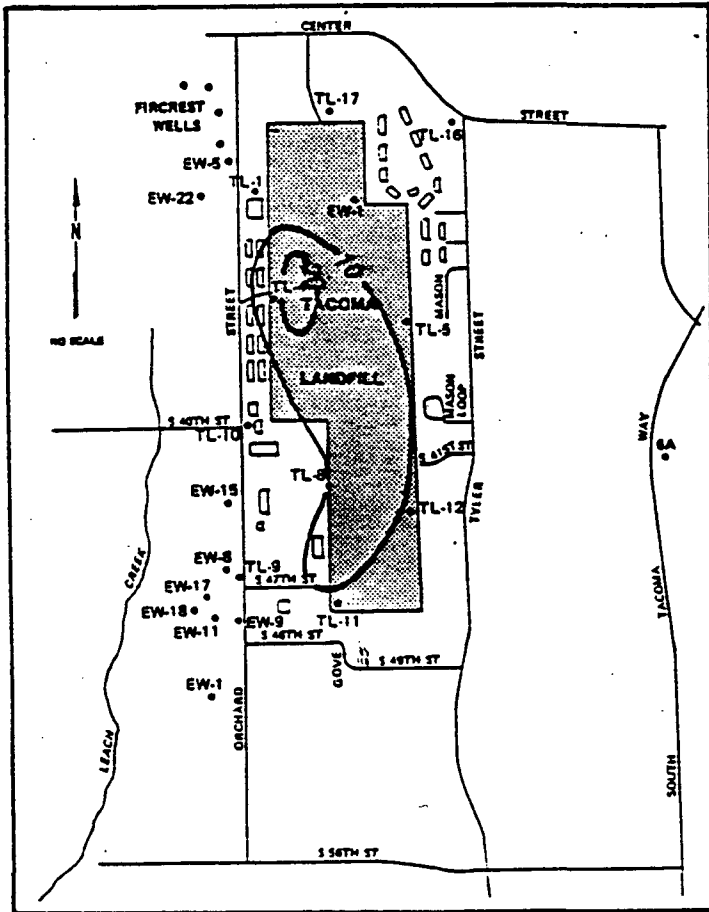 CENTER
STREET
FIRCREST
WELLS
TL-17
TL-16
EW-5
TL-1
EW-22
N
NO SCALE
STREET
TACOMA
TL-5
MASON
STREET
LANDFILL
MASON
LOOP
S 40TH ST
TL-10
S 41ST ST
WAY
6A
TL-8
EW-15
TL-12
TYLER
CREEK
EW-8
TL-9
S 47TH ST
EW-17
EW-18
TL-11
EW-11
EW-9
S 48TH ST
TACOMA
GOVE
S 49TH ST
EW-1
ORCHARD
LEACH
SOUTH
S 56TH ST